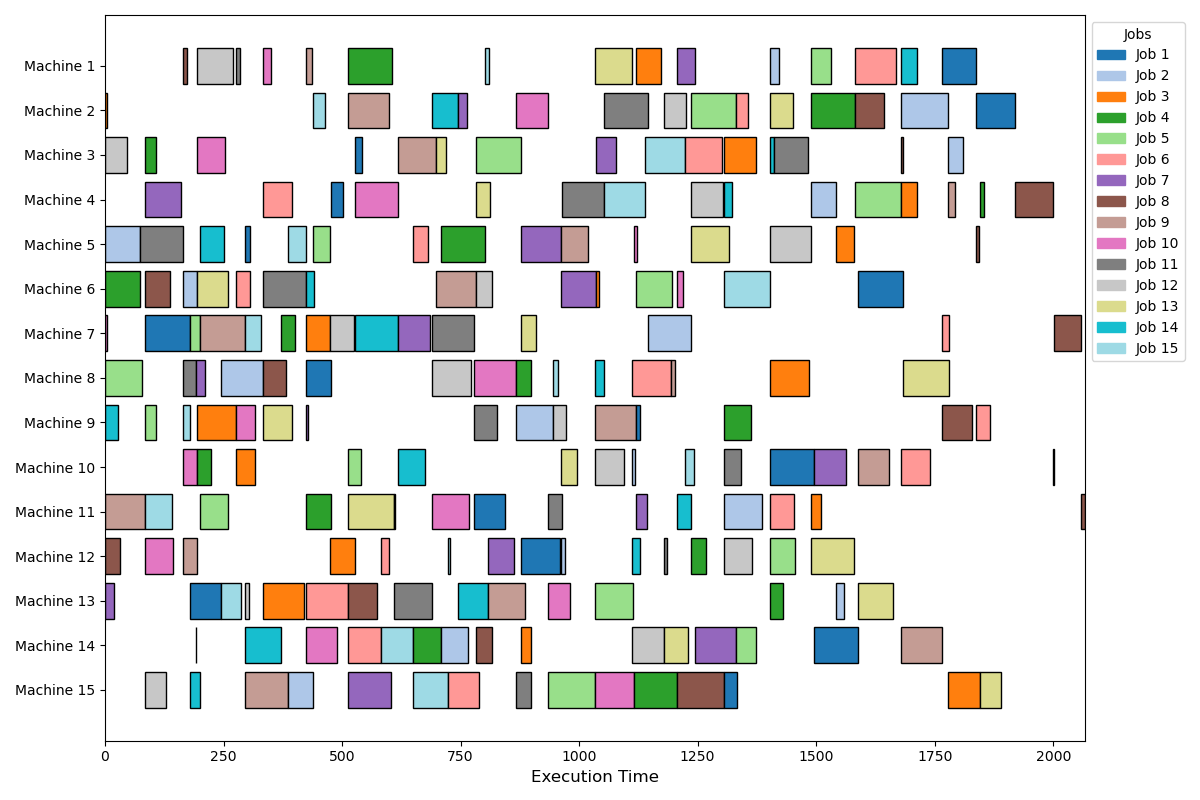 Machine 1
Machine 2
Machine 3
Machine 4
Machine 5
Machine 6
Machine 7
Machine 8
Machine 9
Machine 10
Machine 11
Machine 12
Machine 13
Machine 14
Machine 15
0 250 500 750 1000 1250 1500 1750 2000
Execution Time
Jobs
Job 1
Job 2
Job 3
Job 4
Job 5
Job 6
Job 7
Job 8
Job 9
Job 10
Job 11
Job 12
Job 13
Job 14
Job 15